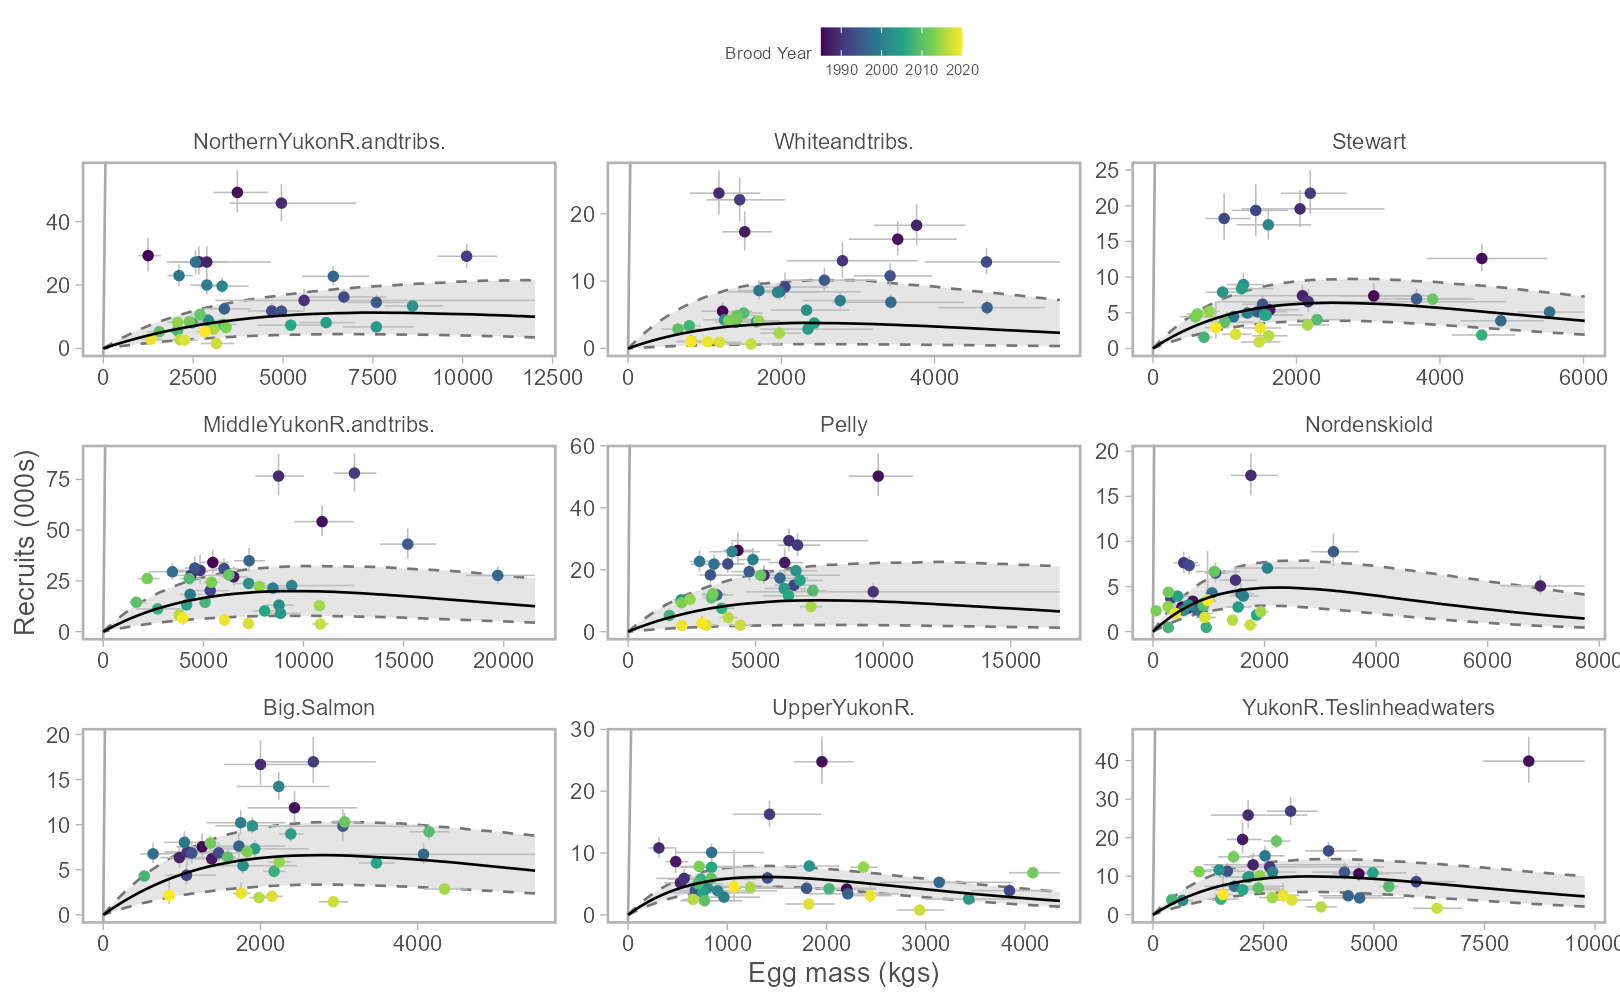 Brood Year
1990 2000 2010 2020
NorthernYukonR.andtribs. Whiteandtribs. Stewart
40
20
0
0 2500 5000 7500 10000 12500
20
10
0
0 2000 4000
25
20
15
10
5
0
0 2000 4000 6000
MiddleYukonR.andtribs. Pelly Nordenskiold
75
50
25
0
0 5000 10000 15000 20000
60
40
20
0
0 5000 10000 15000
20
15
10
5
0
0 2000 4000 6000 8000
Big.Salmon UpperYukonR. YukonR.Teslinheadwaters
20
15
10
5
0
0 2000 4000
30
20
10
0
0 1000 2000 3000 4000
40
30
20
10
0
0 2500 5000 7500 10000
Recruits (000s)
Egg mass (kgs)